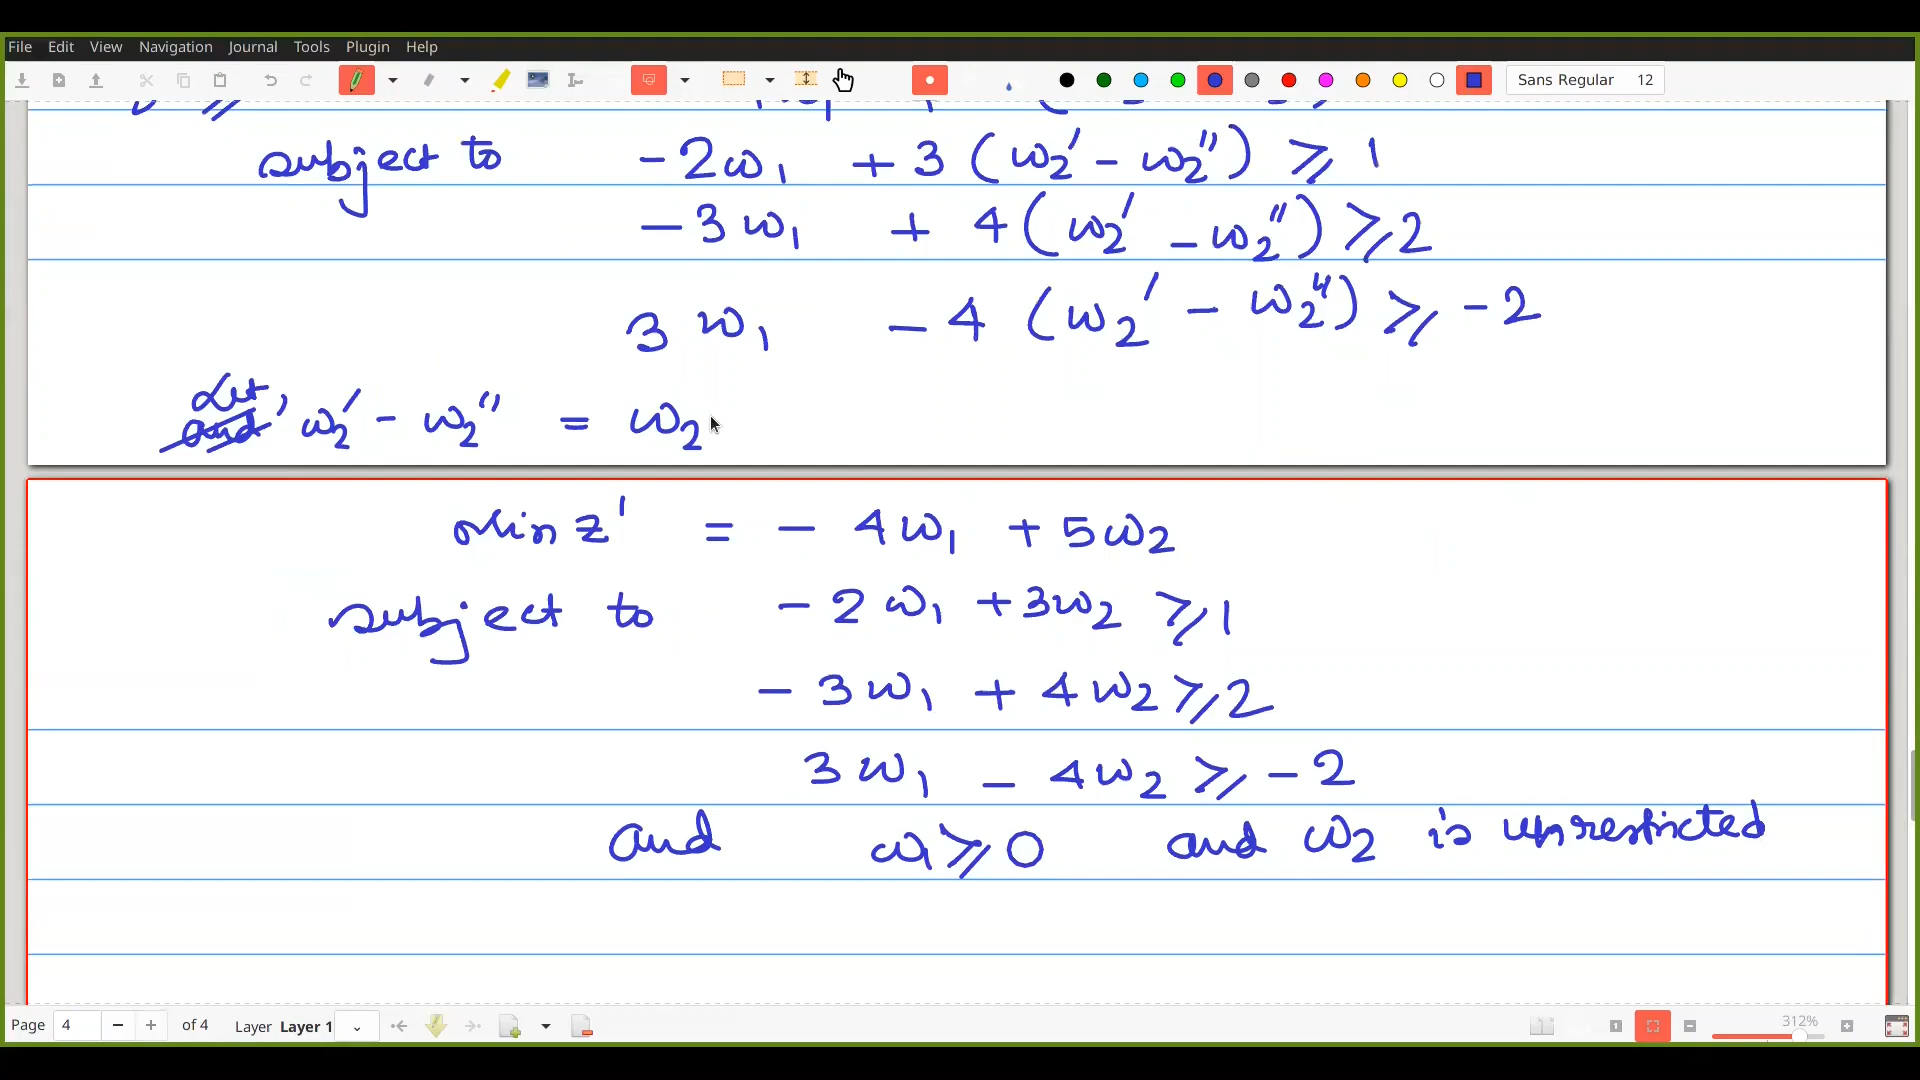 File Edit View Navigation Journal Tools Plugin Help
Sans Regular 12
subject to -2w₁ + 3 (w₂' - w₂'') ⩾ 1
-3w₁ + 4 (w₂' - w₂'') ⩾ 2
3w₁ - 4 (w₂' - w₂'') ⩾ -2
Let, w₂' - w₂'' = w₂
Min z' = - 4w₁ + 5w₂
subject to - 2w₁ + 3w₂ ⩾ 1
- 3w₁ + 4w₂ ⩾ 2
3w₁ - 4w₂ ⩾ -2
and w₁ ⩾ 0 and w₂ is unrestricted
Page 4 of 4 Layer Layer 1 312%